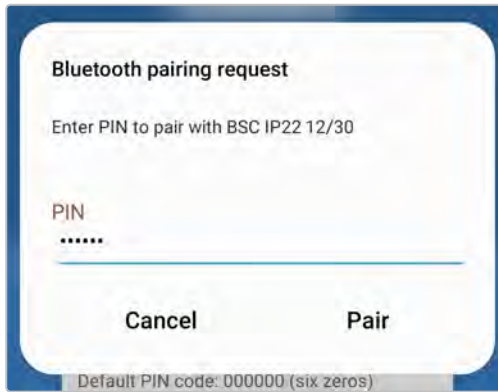 Bluetooth pairing request
Enter PIN to pair with BSC IP22 12/30
PIN
••••••
Cancel Pair
Default PIN code: 000000 (six zeros)